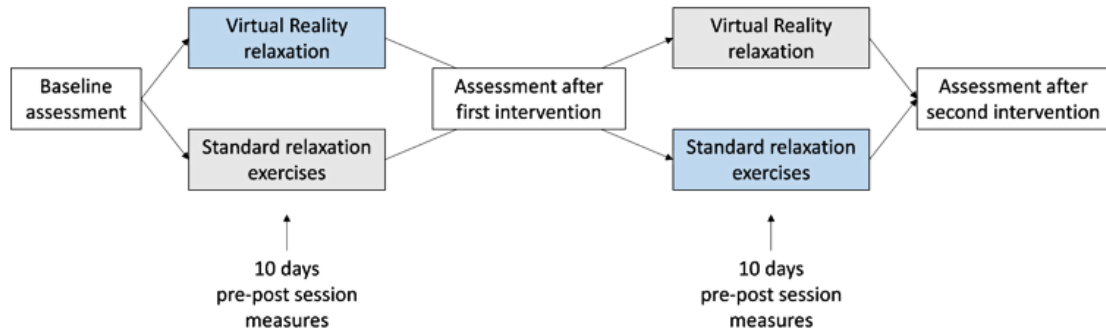 Baseline
assessment
Virtual Reality
relaxation
Standard relaxation
exercises
10 days
pre-post session
measures
Assessment after
first intervention
Virtual Reality
relaxation
Standard relaxation
exercises
10 days
pre-post session
measures
Assessment after
second intervention